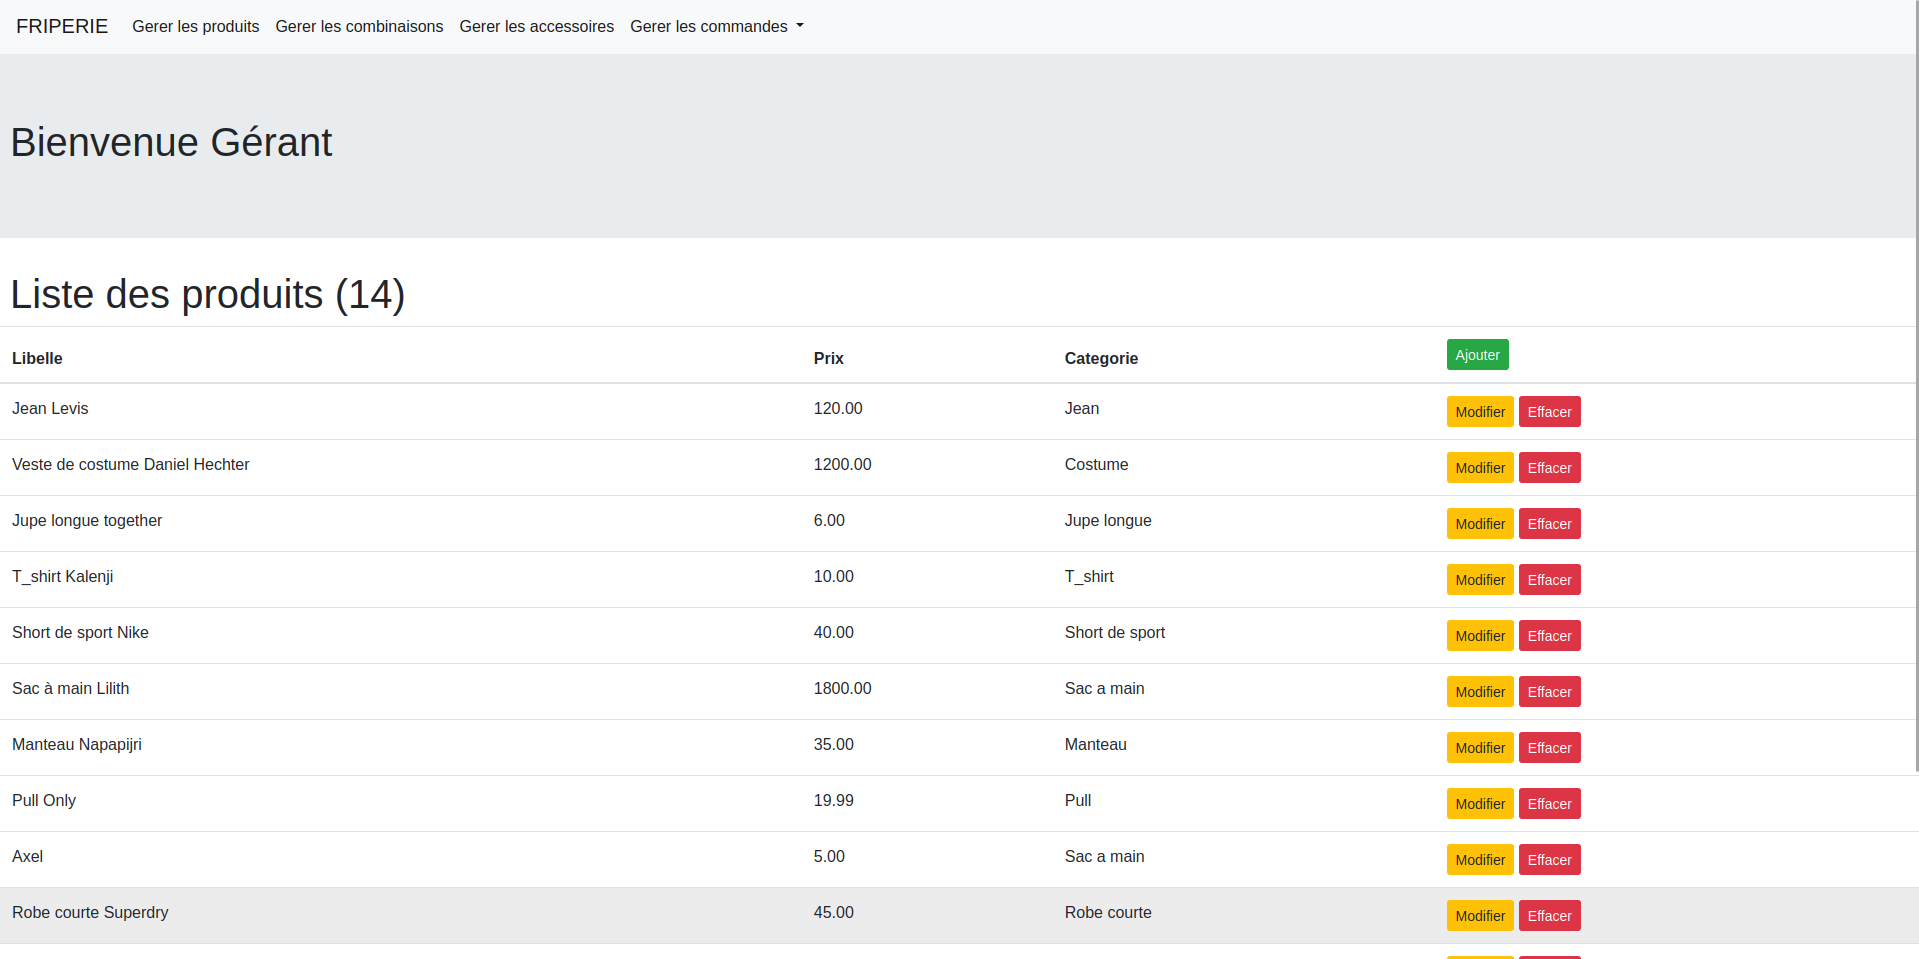 FRIPERIE Gerer les produits Gerer les combinaisons Gerer les accessoires Gerer les commandes
Bienvenue Gérant
Liste des produits (14)
Libelle Prix Categorie Ajouter
Jean Levis 120.00 Jean Modifier Effacer
Veste de costume Daniel Hechter 1200.00 Costume Modifier Effacer
Jupe longue together 6.00 Jupe longue Modifier Effacer
T_shirt Kalenji 10.00 T_shirt Modifier Effacer
Short de sport Nike 40.00 Short de sport Modifier Effacer
Sac à main Lilith 1800.00 Sac a main Modifier Effacer
Manteau Napapijri 35.00 Manteau Modifier Effacer
Pull Only 19.99 Pull Modifier Effacer
Axel 5.00 Sac a main Modifier Effacer
Robe courte Superdry 45.00 Robe courte Modifier Effacer